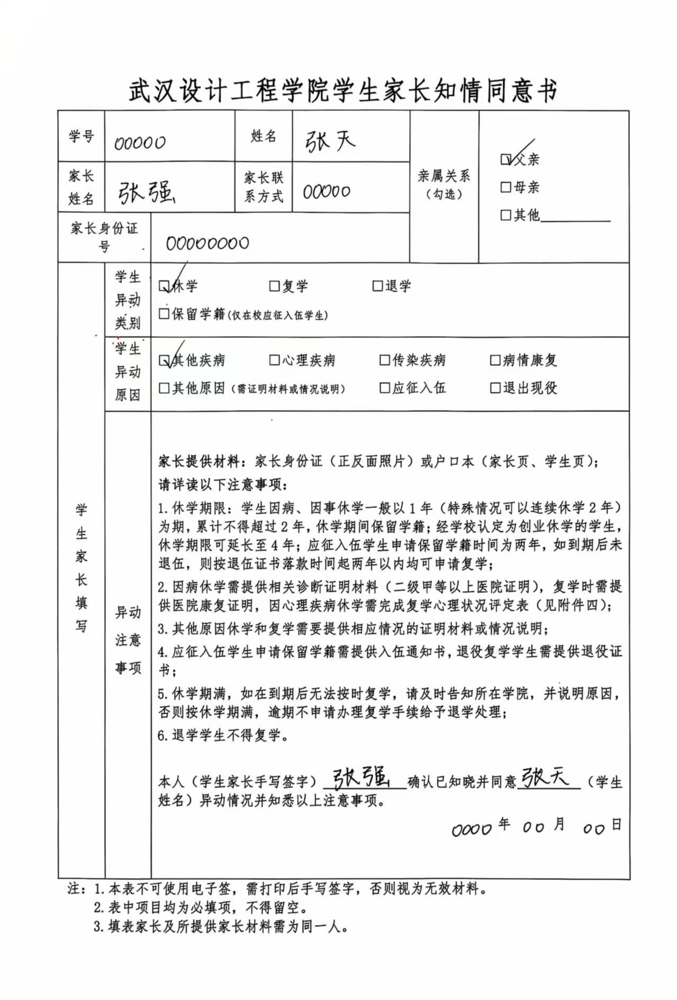 武汉设计工程学院学生家长知情同意书
学号 00000 姓名 张天
家长姓名 张强 家长联系方式 00000
亲属关系（勾选）
☑父亲
□母亲
□其他
家长身份证号 00000000
学生家长填写
学生异动类别
☑休学 □复学 □退学
□保留学籍(仅在校应征入伍学生)
学生异动原因
☑其他疾病 □心理疾病 □传染疾病 □病情康复
□其他原因（需证明材料或情况说明） □应征入伍 □退出现役
异动注意事项
家长提供材料：家长身份证（正反面照片）或户口本（家长页、学生页）；
请详读以下注意事项：
1.休学期限：学生因病、因事休学一般以1年（特殊情况可以连续休学2年）
为期，累计不得超过2年，休学期间保留学籍；经学校认定为创业休学的学生，
休学期限可延长至4年；应征入伍学生申请保留学籍时间为两年，如到期后未
退伍，则按退伍证书落款时间起两年以内均可申请复学；
2.因病休学需提供相关诊断证明材料（二级甲等以上医院证明），复学时需提
供医院康复证明，因心理疾病休学需完成复学心理状况评定表（见附件四）；
3.其他原因休学和复学需要提供相应情况的证明材料或情况说明；
4.应征入伍学生申请保留学籍需提供入伍通知书，退役复学学生需提供退役证
书；
5.休学期满，如在到期后无法按时复学，请及时告知所在学院，并说明原因，
否则按休学期满，逾期不申请办理复学手续给予退学处理；
6.退学学生不得复学。
本人（学生家长手写签字）张强确认已知晓并同意张天（学生
姓名）异动情况并知悉以上注意事项。
0000年 00月 00日
注：1.本表不可使用电子签，需打印后手写签字，否则视为无效材料。
2.表中项目均为必填项，不得留空。
3.填表家长及所提供家长材料需为同一人。